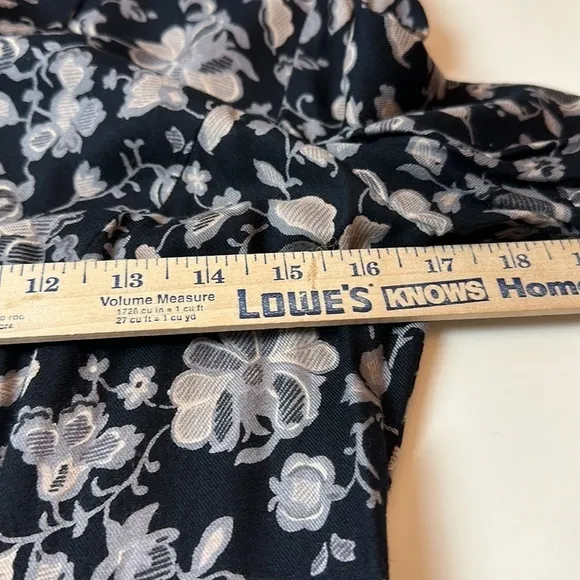 12 13 14 15 16 17 18
Volume Measure
1728 cu in = 1 cu ft
27 cu ft = 1 cu yd
LOWE'S KNOWS Home